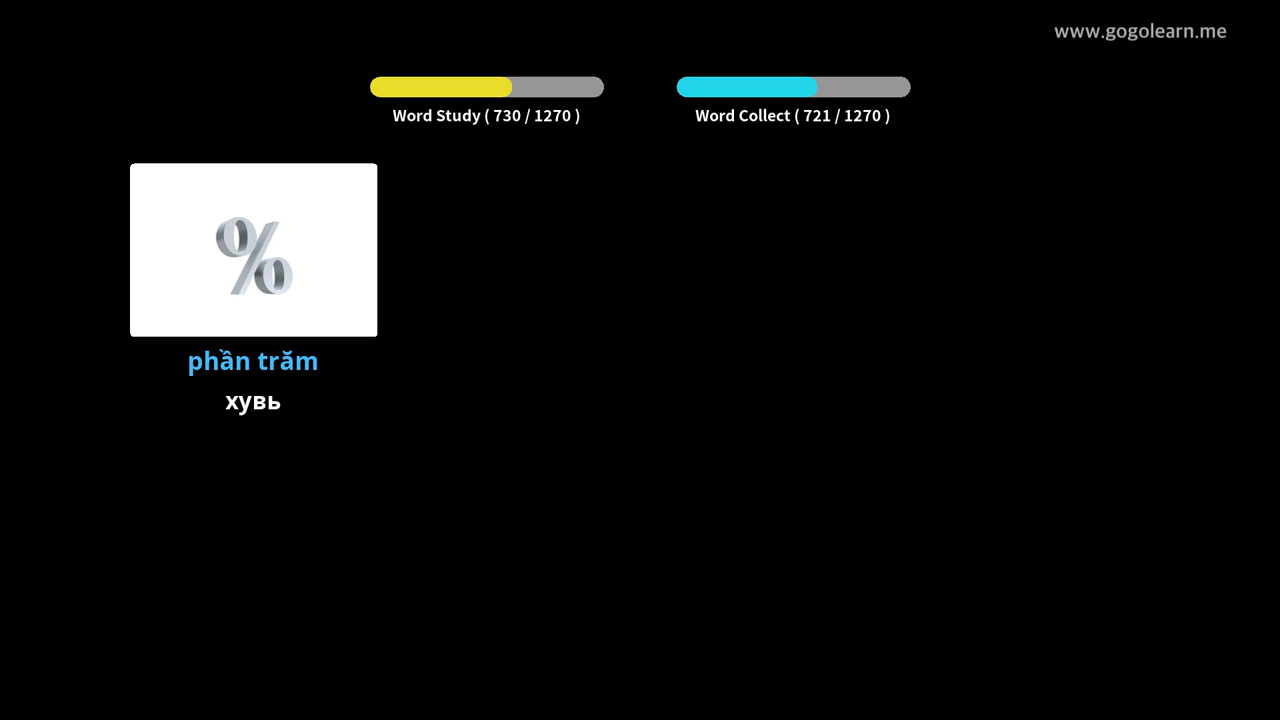 www.gogolearn.me
Word Study ( 730 / 1270 )
Word Collect ( 721 / 1270 )
%
phần trăm
хувь